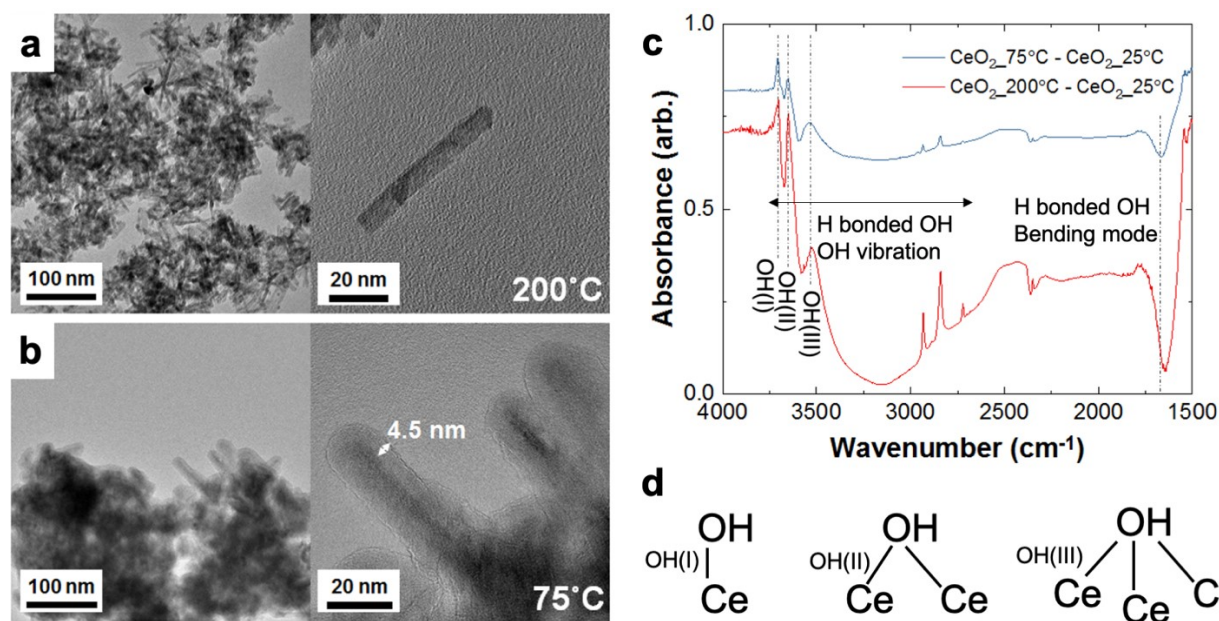 a
100 nm
20 nm
200°C
b
4.5 nm
100 nm
20 nm
75°C
c
CeO₂_75°C - CeO₂_25°C
CeO₂_200°C - CeO₂_25°C
Absorbance (arb.)
1.0
0.5
0.0
H bonded OH
OH vibration
H bonded OH
Bending mode
OH(I)
OH(II)
OH(III)
4000 3500 3000 2500 2000 1500
Wavenumber (cm⁻¹)
d
OH
OH(I)
Ce
OH
OH(II)
Ce Ce
OH
OH(III)
Ce Ce C